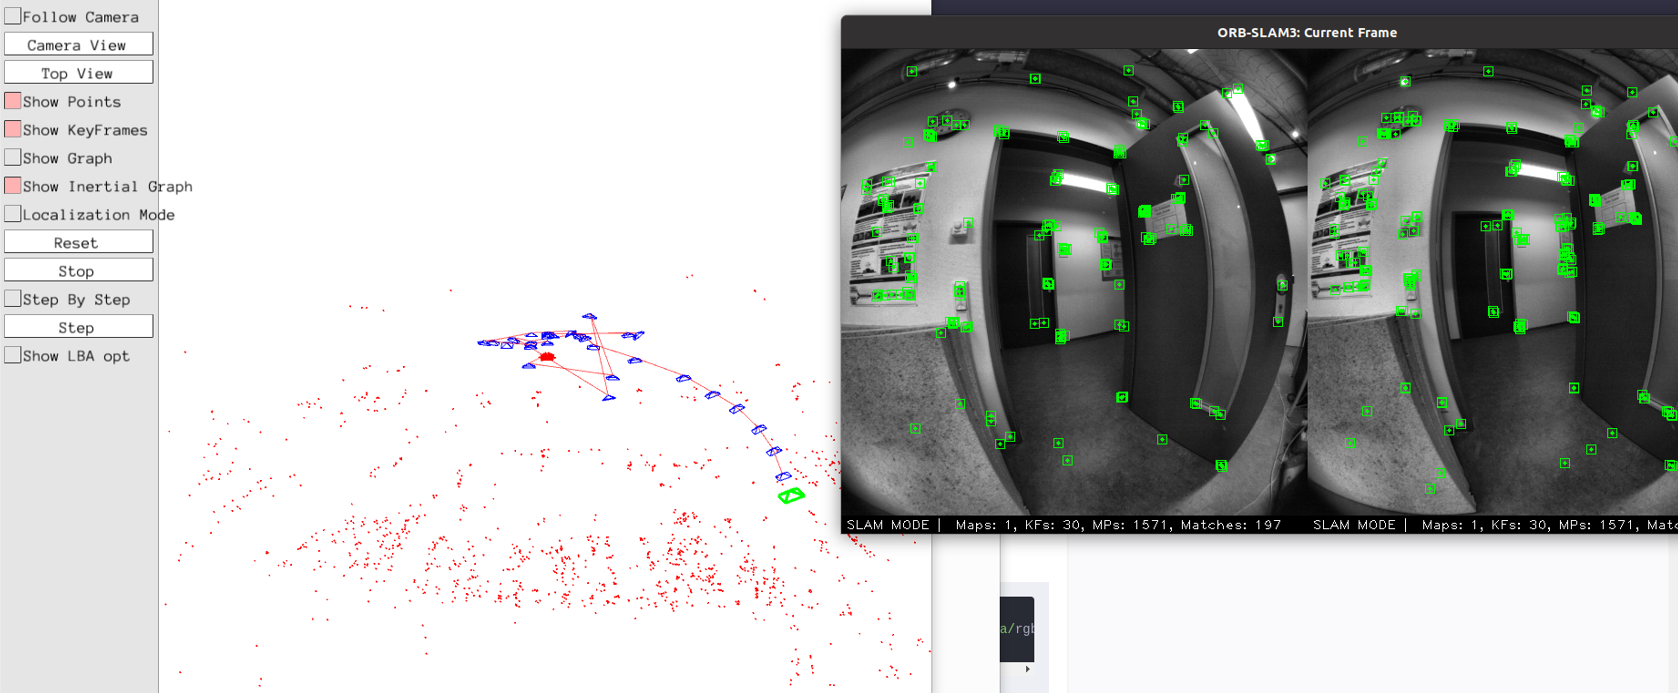 Follow Camera
Camera View
Top View
Show Points
Show KeyFrames
Show Graph
Show Inertial Graph
Localization Mode
Reset
Stop
Step By Step
Step
Show LBA opt
ORB-SLAM3: Current Frame
SLAM MODE | Maps: 1, KFs: 30, MPs: 1571, Matches: 197
SLAM MODE | Maps: 1, KFs: 30, MPs: 1571, Matc
a/rgb